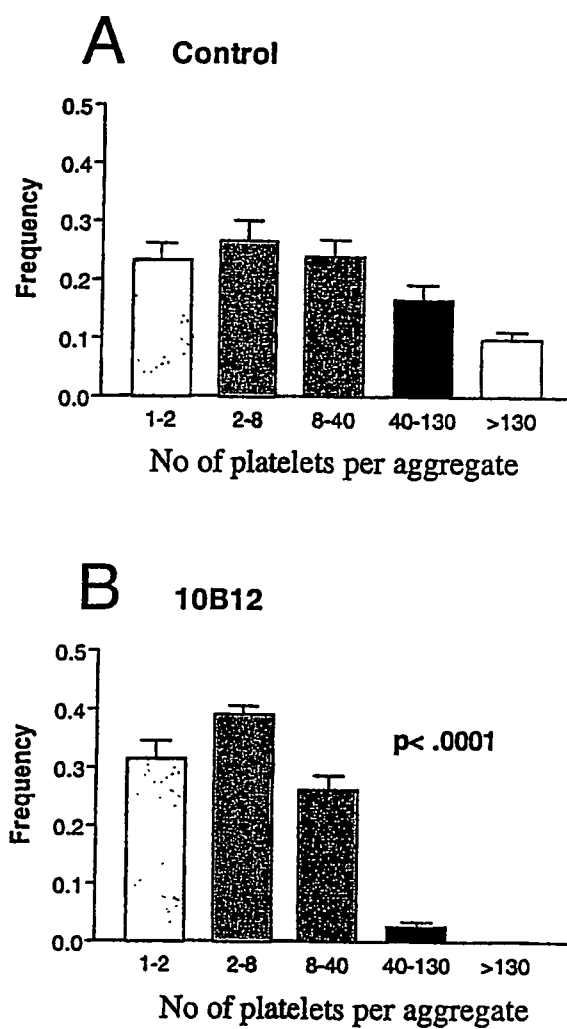 A Control
0.5
0.4
0.3
0.2
0.1
0.0
Frequency
1-2 2-8 8-40 40-130 >130
No of platelets per aggregate
B 10B12
0.5
0.4
0.3
0.2
0.1
0.0
Frequency
p< .0001
1-2 2-8 8-40 40-130 >130
No of platelets per aggregate